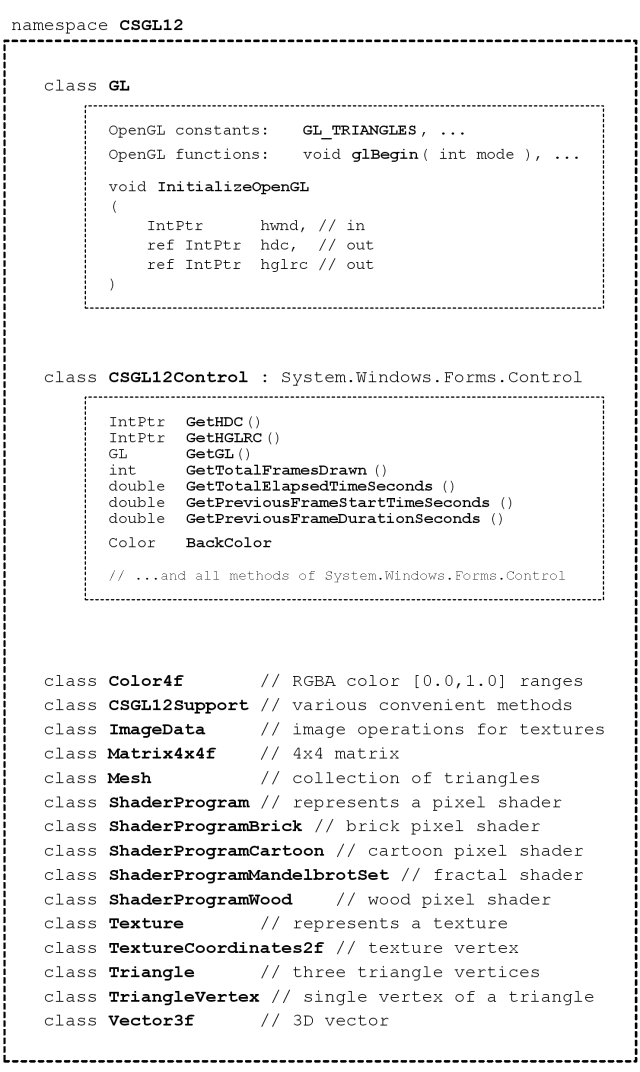 namespace CSGL12
class GL
OpenGL constants: GL_TRIANGLES, ...
OpenGL functions: void glBegin( int mode ), ...
void InitializeOpenGL
(
IntPtr hwnd, // in
ref IntPtr hdc, // out
ref IntPtr hglrc // out
)
class CSGL12Control : System.Windows.Forms.Control
IntPtr GetHDC()
IntPtr GetHGLRC()
GL GetGL()
int GetTotalFramesDrawn()
double GetTotalElapsedTimeSeconds()
double GetPreviousFrameStartTimeSeconds()
double GetPreviousFrameDurationSeconds()
Color BackColor
// ...and all methods of System.Windows.Forms.Control
class Color4f // RGBA color [0.0,1.0] ranges
class CSGL12Support // various convenient methods
class ImageData // image operations for textures
class Matrix4x4f // 4x4 matrix
class Mesh // collection of triangles
class ShaderProgram // represents a pixel shader
class ShaderProgramBrick // brick pixel shader
class ShaderProgramCartoon // cartoon pixel shader
class ShaderProgramMandelbrotSet // fractal shader
class ShaderProgramWood // wood pixel shader
class Texture // represents a texture
class TextureCoordinates2f // texture vertex
class Triangle // three triangle vertices
class TriangleVertex // single vertex of a triangle
class Vector3f // 3D vector